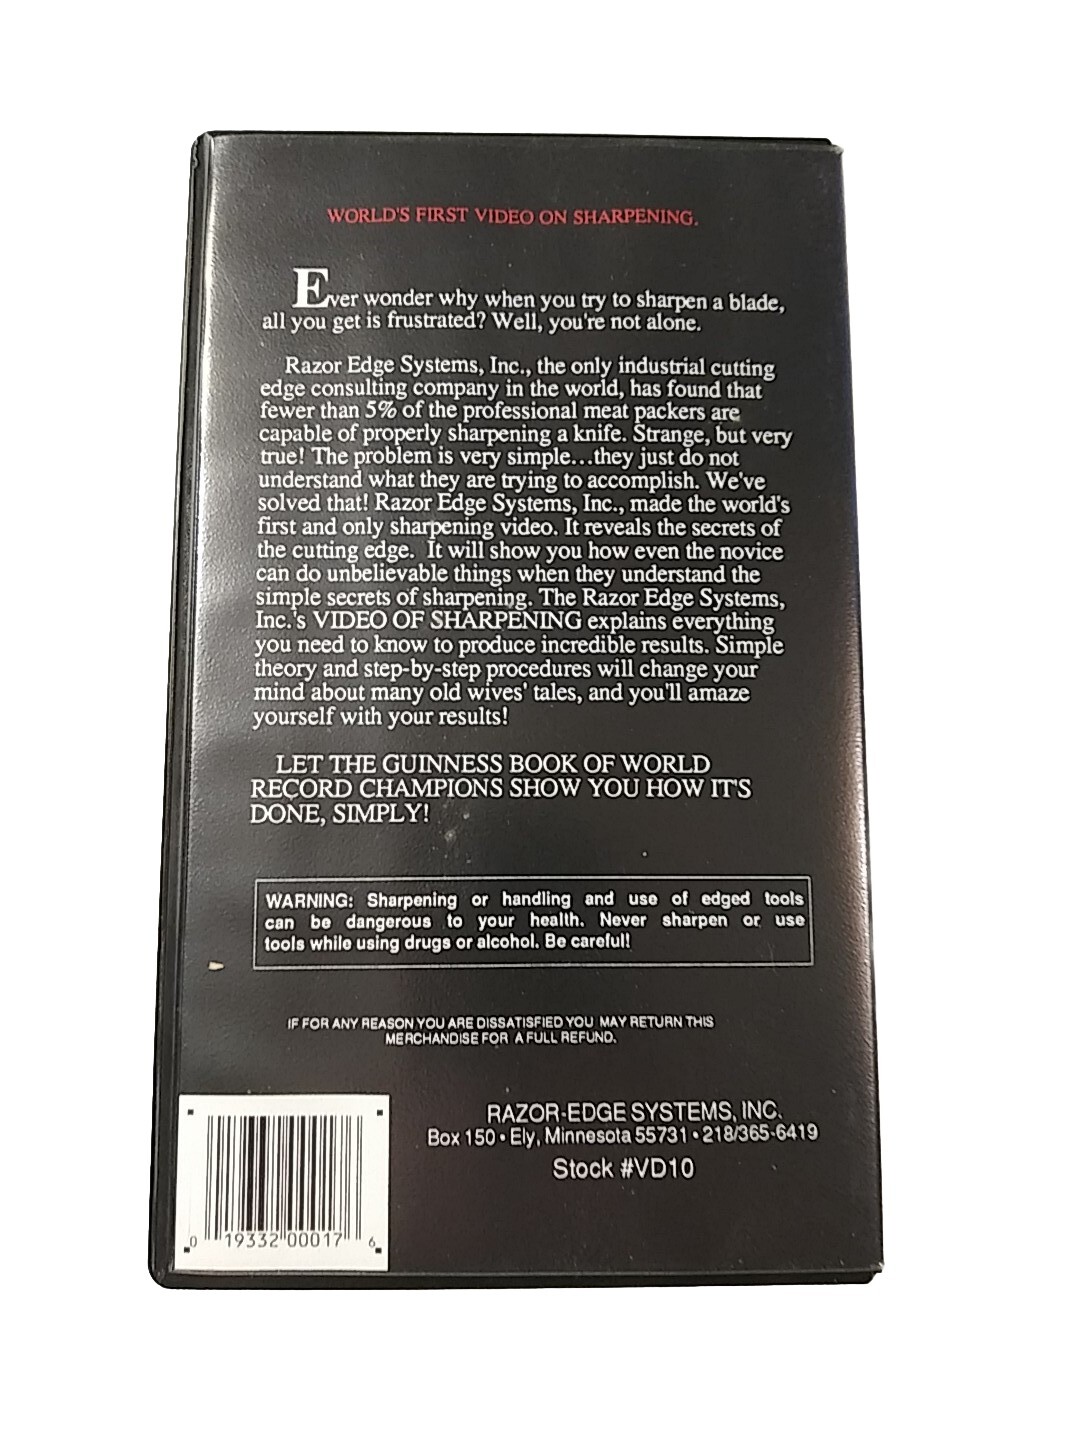 WORLD'S FIRST VIDEO ON SHARPENING.
Ever wonder why when you try to sharpen a blade,
all you get is frustrated? Well, you're not alone.
Razor Edge Systems, Inc., the only industrial cutting
edge consulting company in the world, has found that
fewer than 5% of the professional meat packers are
capable of properly sharpening a knife. Strange, but very
true! The problem is very simple...they just do not
understand what they are trying to accomplish. We've
solved that! Razor Edge Systems, Inc., made the world's
first and only sharpening video. It reveals the secrets of
the cutting edge. It will show you how even the novice
can do unbelievable things when they understand the
simple secrets of sharpening. The Razor Edge Systems,
Inc.'s VIDEO OF SHARPENING explains everything
you need to know to produce incredible results. Simple
theory and step-by-step procedures will change your
mind about many old wives' tales, and you'll amaze
yourself with your results!
LET THE GUINNESS BOOK OF WORLD
RECORD CHAMPIONS SHOW YOU HOW IT'S
DONE, SIMPLY!
WARNING: Sharpening or handling and use of edged tools
can be dangerous to your health. Never sharpen or use
tools while using drugs or alcohol. Be careful!
IF FOR ANY REASON YOU ARE DISSATISFIED YOU MAY RETURN THIS
MERCHANDISE FOR A FULL REFUND.
RAZOR-EDGE SYSTEMS, INC.
Box 150 • Ely, Minnesota 55731 • 218/365-6419
Stock #VD10
0 19332 00017 6